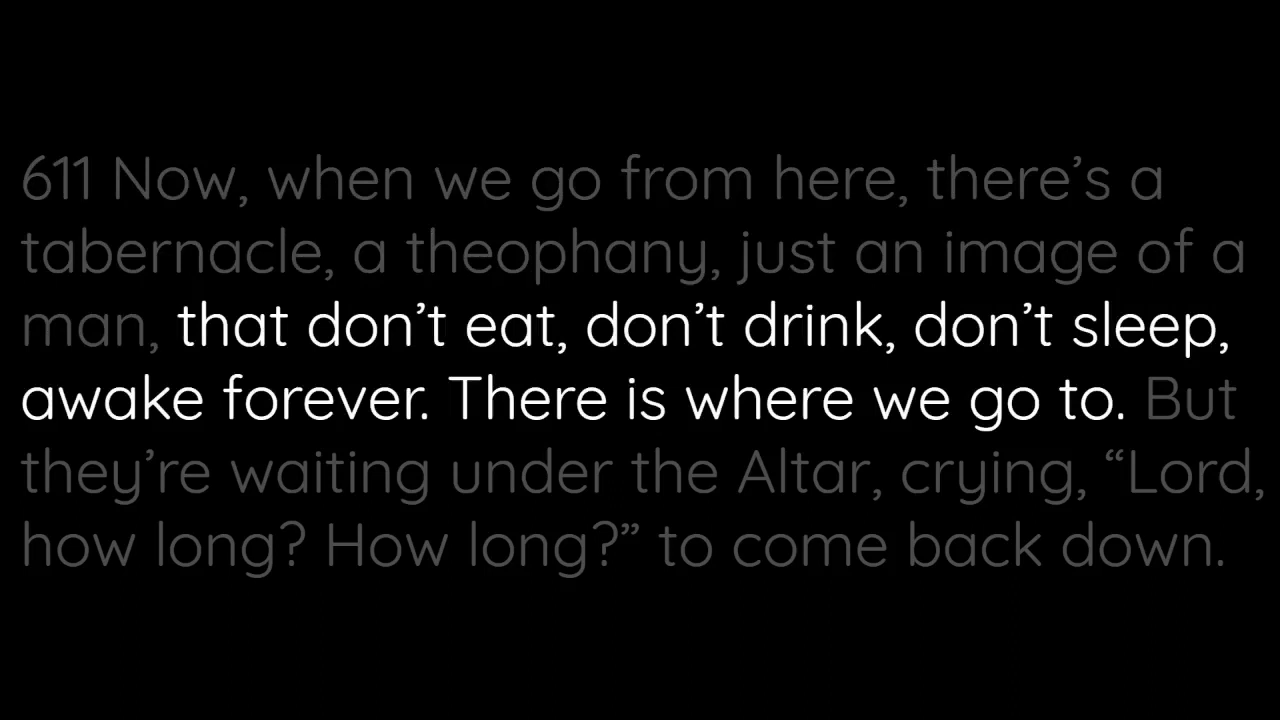 611 Now, when we go from here, there’s a
tabernacle, a theophany, just an image of a
man, that don’t eat, don’t drink, don’t sleep,
awake forever. There is where we go to. But
they’re waiting under the Altar, crying, “Lord,
how long? How long?” to come back down.